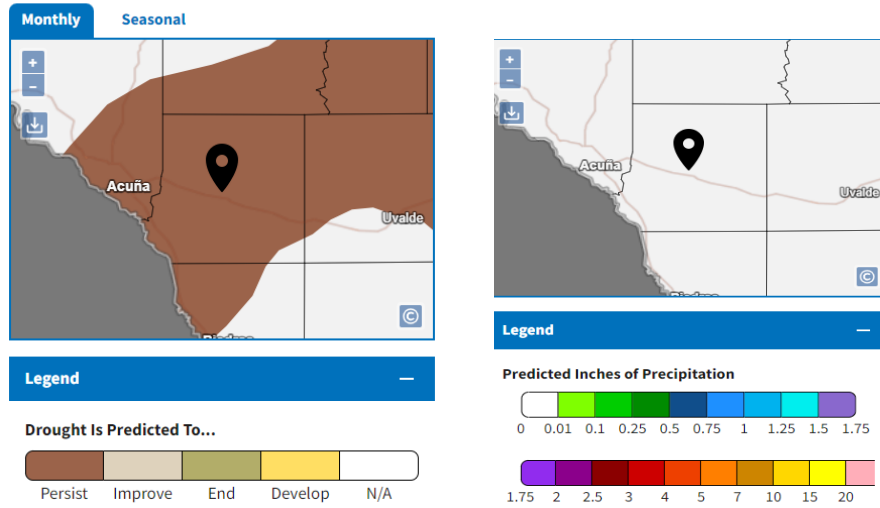 Monthly Seasonal
+
−
Acuña
Uvalde
©
Legend −
Drought Is Predicted To...
Persist Improve End Develop N/A
+
−
Acuña
Uvalde
©
Legend −
Predicted Inches of Precipitation
0 0.01 0.1 0.25 0.5 0.75 1 1.25 1.5 1.75
1.75 2 2.5 3 4 5 7 10 15 20